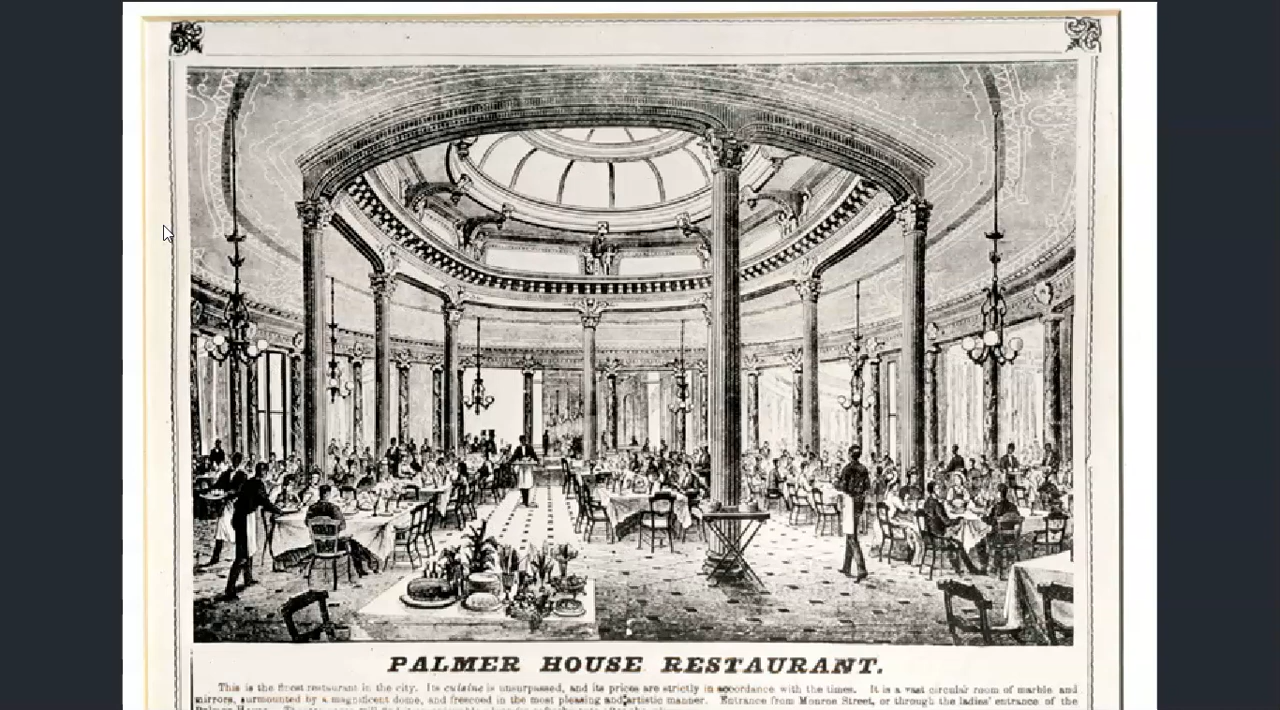 PALMER HOUSE RESTAURANT.
This is the finest restaurant in the city. Its cuisine is unsurpassed, and its prices are strictly in accordance with the times. It is a vast circular room of marble and
mirrors, surmounted by a magnificent dome, and frescoed in the most pleasing and artistic manner. Entrance from Monroe Street, or through the ladies' entrance of the
Palmer House.